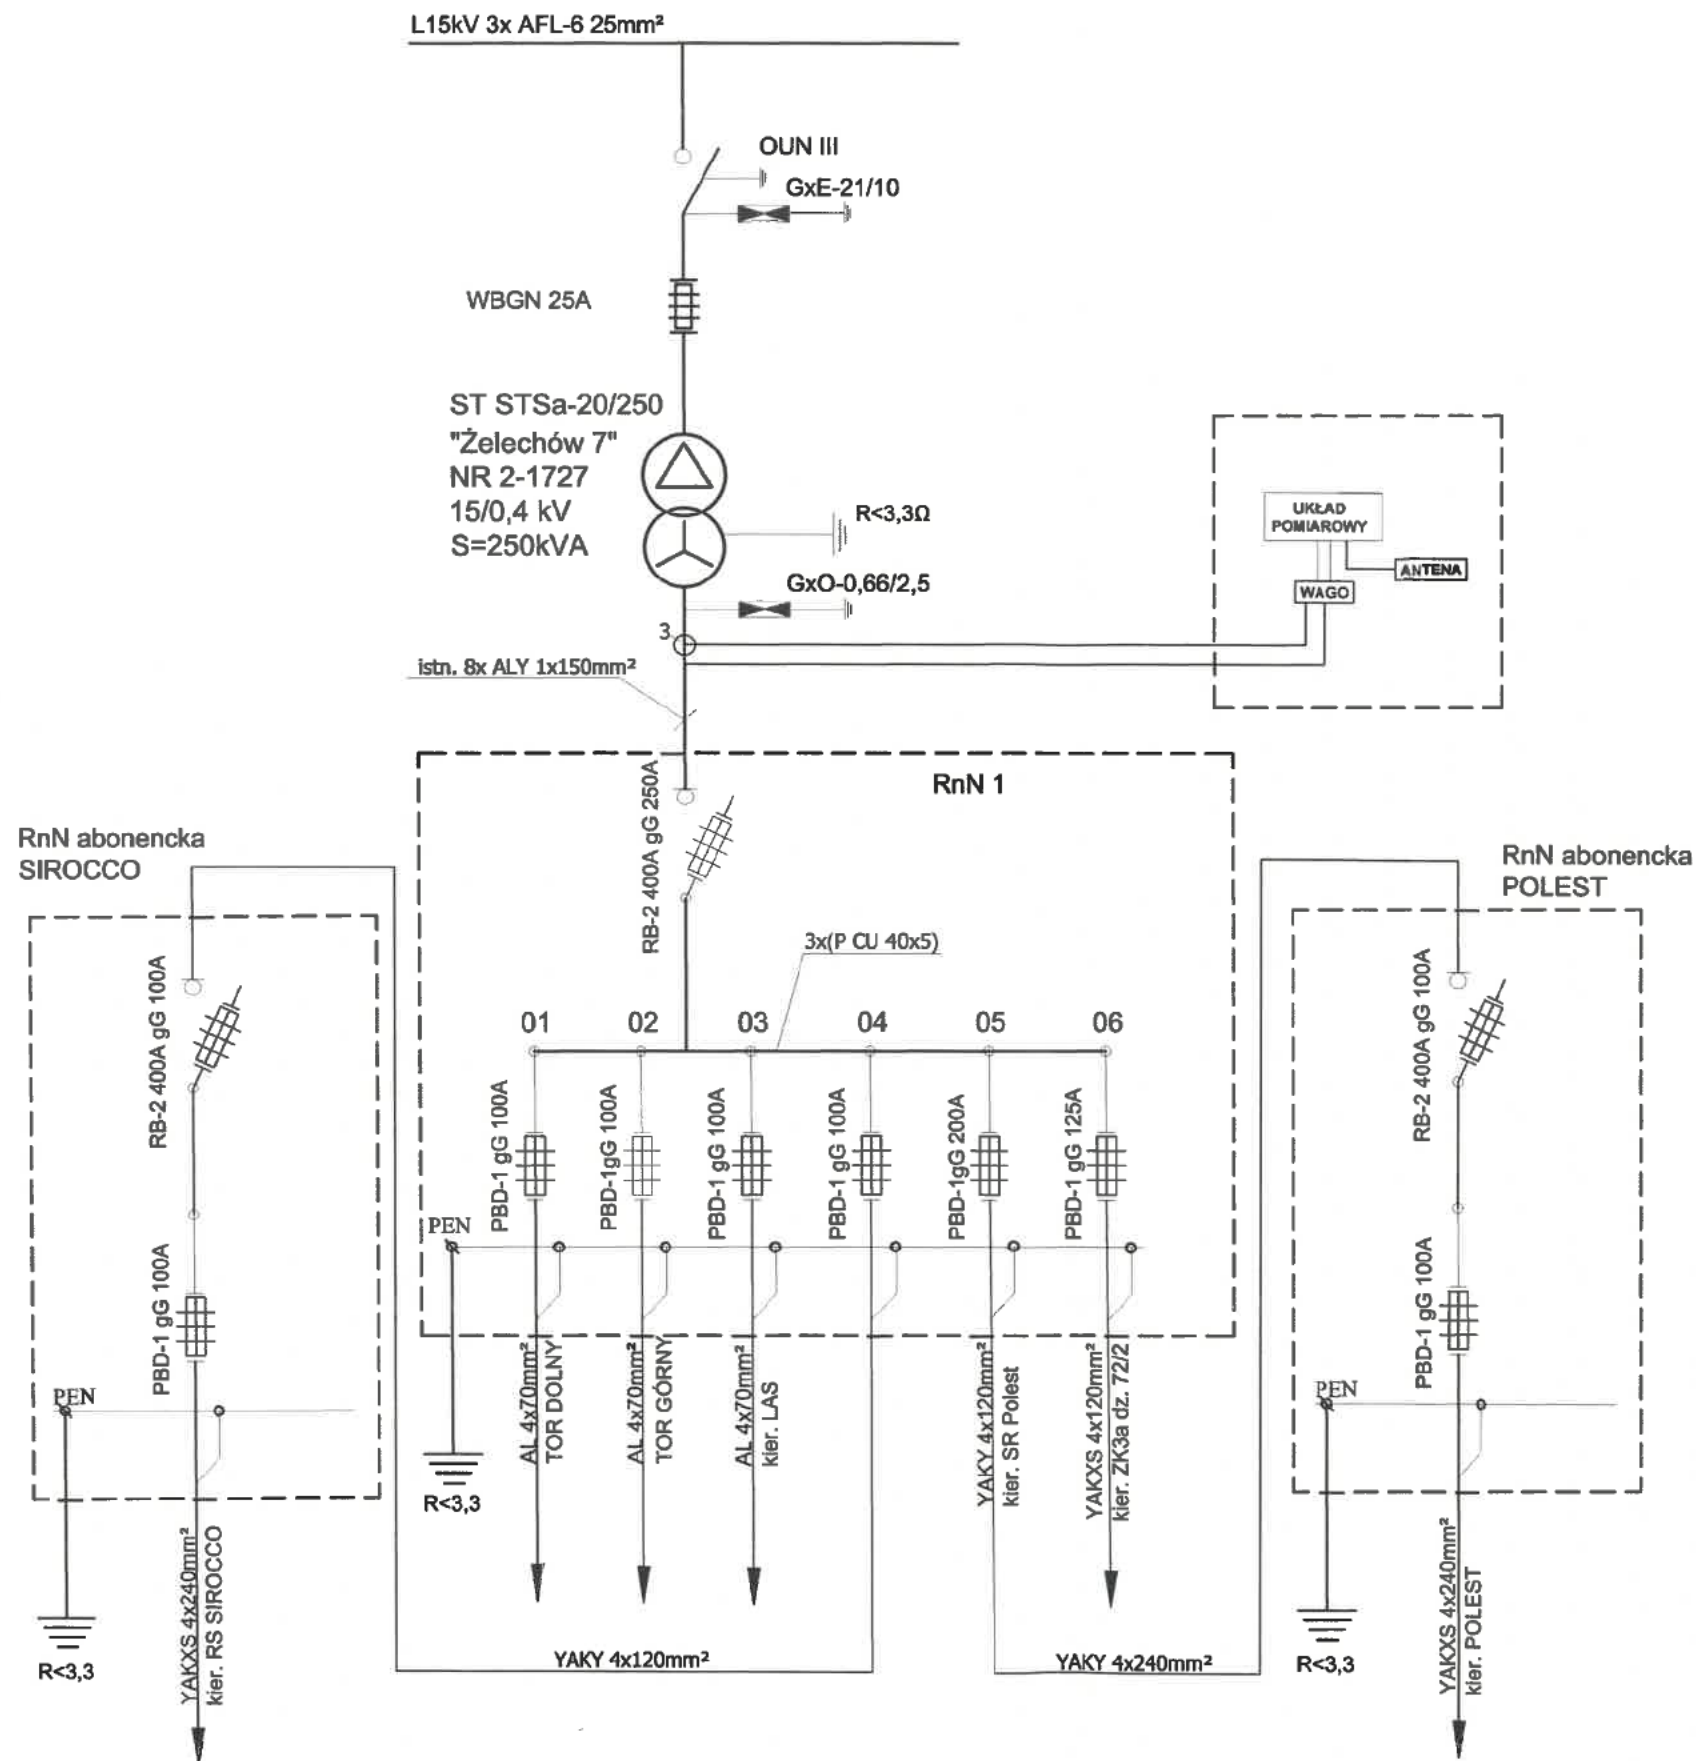 L15kV 3x AFL-6 25mm²
OUN III
GxE-21/10
WBGN 25A
ST STSa-20/250
"Żelechów 7"
NR 2-1727
15/0,4 kV
S=250kVA
R<3,3Ω
GxO-0,66/2,5
3
istn. 8x ALY 1x150mm²
UKŁAD
POMIAROWY
ANTENA
WAGO
RnN 1
RB-2 400A gG 250A
3x(P CU 40x5)
01
02
03
04
05
06
PBD-1 gG 100A
PBD-1gG 100A
PBD-1 gG 100A
PBD-1 gG 100A
PBD-1gG 200A
PBD-1 gG 125A
PEN
R<3,3
AL 4x70mm²
TOR DOLNY
AL 4x70mm²
TOR GÓRNY
AL 4x70mm²
kier. LAS
YAKY 4x120mm²
kier. SR Polest
YAKXS 4x120mm²
kier. ZK3a dz. 72/2
YAKY 4x120mm²
YAKY 4x240mm²
RnN abonencka
SIROCCO
RB-2 400A gG 100A
PBD-1 gG 100A
PEN
R<3,3
YAKXS 4x240mm²
kier. RS SIROCCO
RnN abonencka
POLEST
RB-2 400A gG 100A
PBD-1 gG 100A
PEN
R<3,3
YAKXS 4x240mm²
kier. POLEST